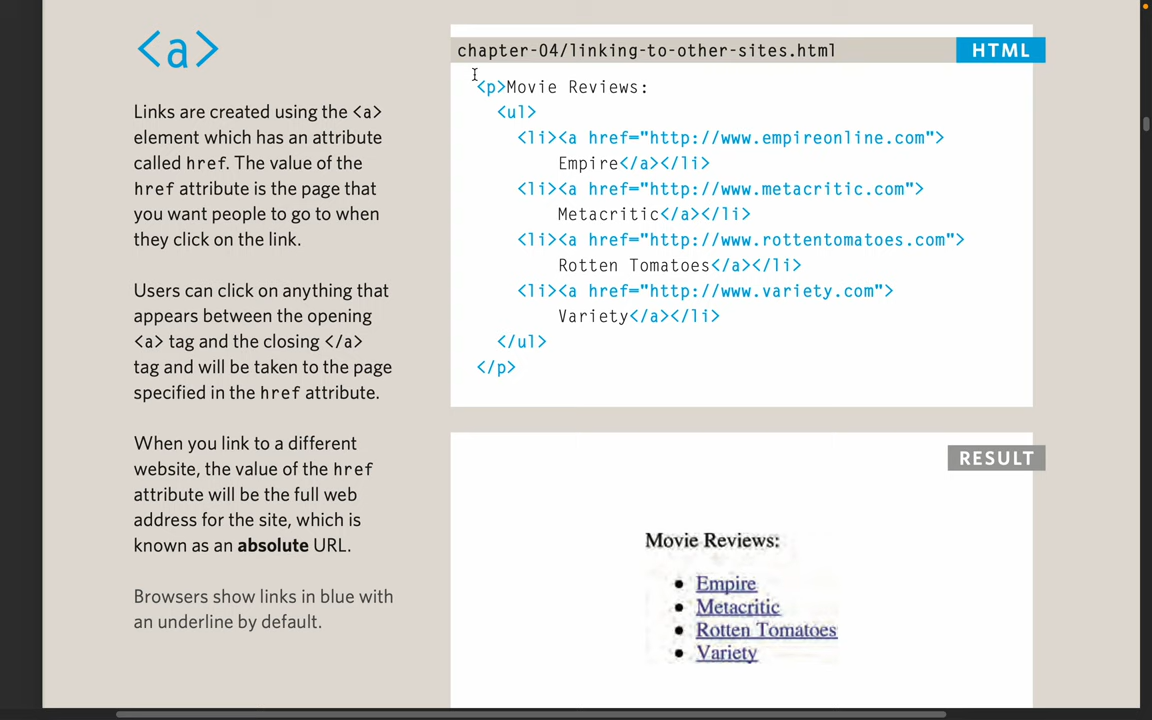 <a>
Links are created using the <a>
element which has an attribute
called href. The value of the
href attribute is the page that
you want people to go to when
they click on the link.
Users can click on anything that
appears between the opening
<a> tag and the closing </a>
tag and will be taken to the page
specified in the href attribute.
When you link to a different
website, the value of the href
attribute will be the full web
address for the site, which is
known as an absolute URL.
Browsers show links in blue with
an underline by default.
chapter-04/linking-to-other-sites.html
HTML
<p>Movie Reviews:
<ul>
<li><a href="http://www.empireonline.com">
Empire</a></li>
<li><a href="http://www.metacritic.com">
Metacritic</a></li>
<li><a href="http://www.rottentomatoes.com">
Rotten Tomatoes</a></li>
<li><a href="http://www.variety.com">
Variety</a></li>
</ul>
</p>
RESULT
Movie Reviews:
• Empire
• Metacritic
• Rotten Tomatoes
• Variety